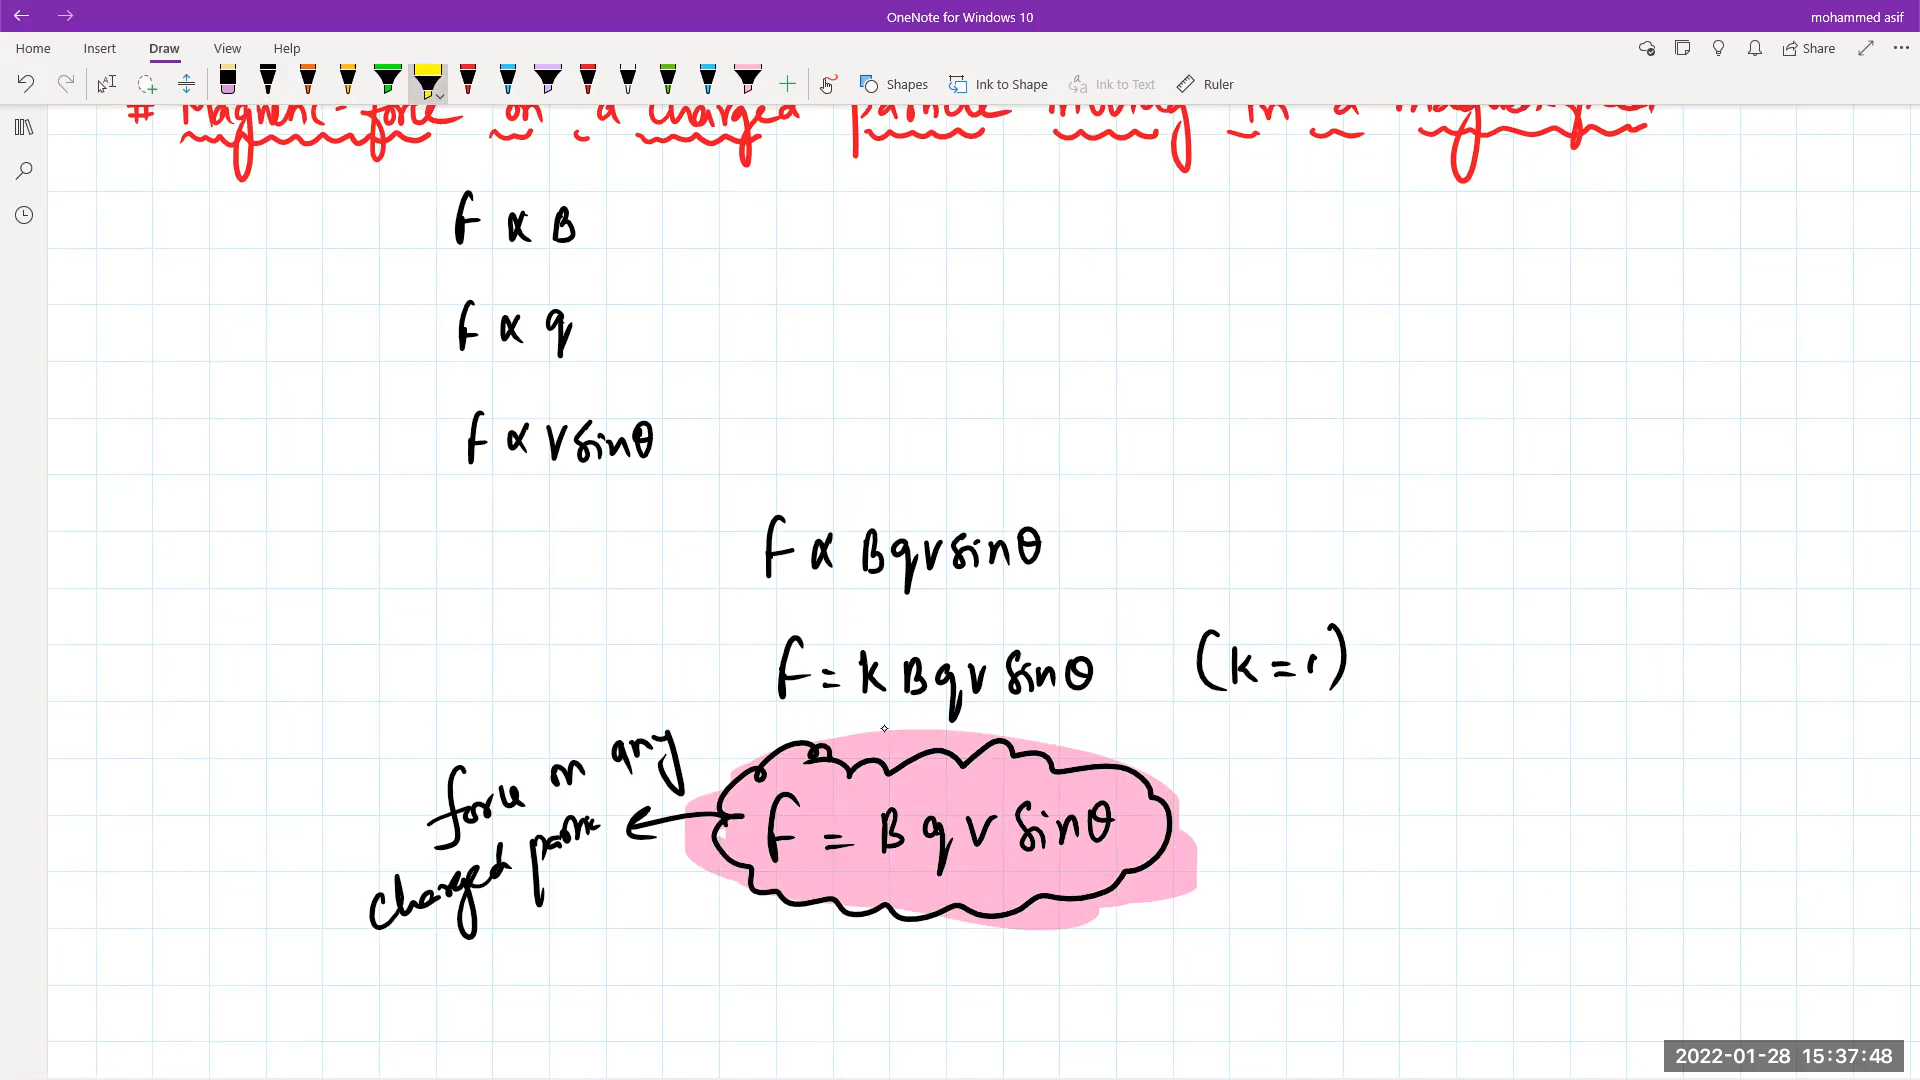 OneNote for Windows 10
mohammed asif
Home Insert Draw View Help
Share
Shapes Ink to Shape Ink to Text Ruler
# Magnetic-force on a charged particle moving in a magnetic field
F ∝ B
F ∝ q
F ∝ v sinθ
F ∝ Bqv sinθ
F = K Bqv sinθ (K = 1)
force on any
charged
F = B q v sinθ
2022-01-28 15:37:48